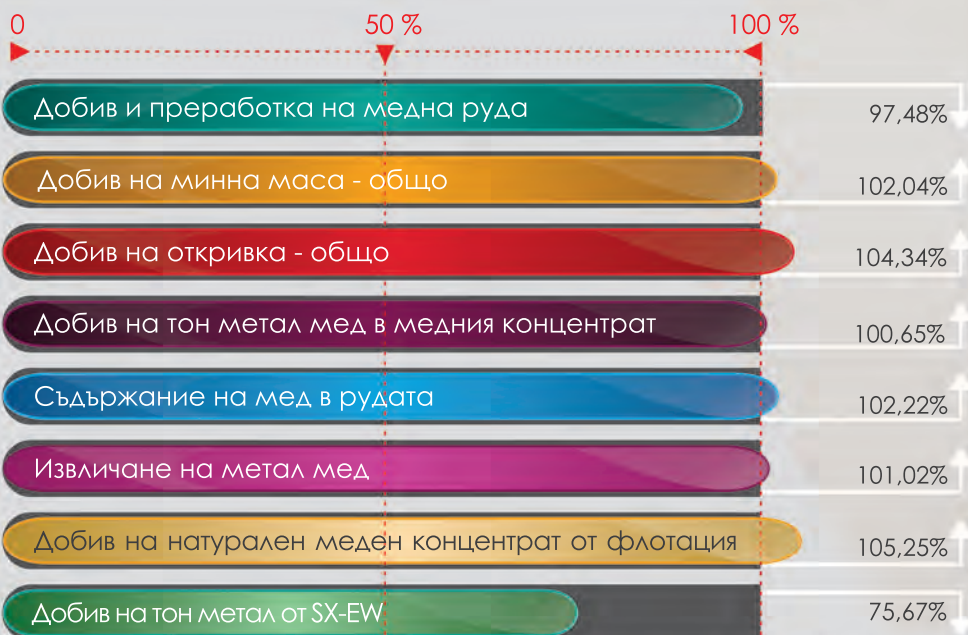 0 50 % 100 %
Добив и преработка на медна руда 97,48%
Добив на минна маса - общо 102,04%
Добив на откривка - общо 104,34%
Добив на тон метал мед в медния концентрат 100,65%
Съдържание на мед в рудата 102,22%
Извличане на метал мед 101,02%
Добив на натурален меден концентрат от флотация 105,25%
Добив на тон метал от SX-EW 75,67%